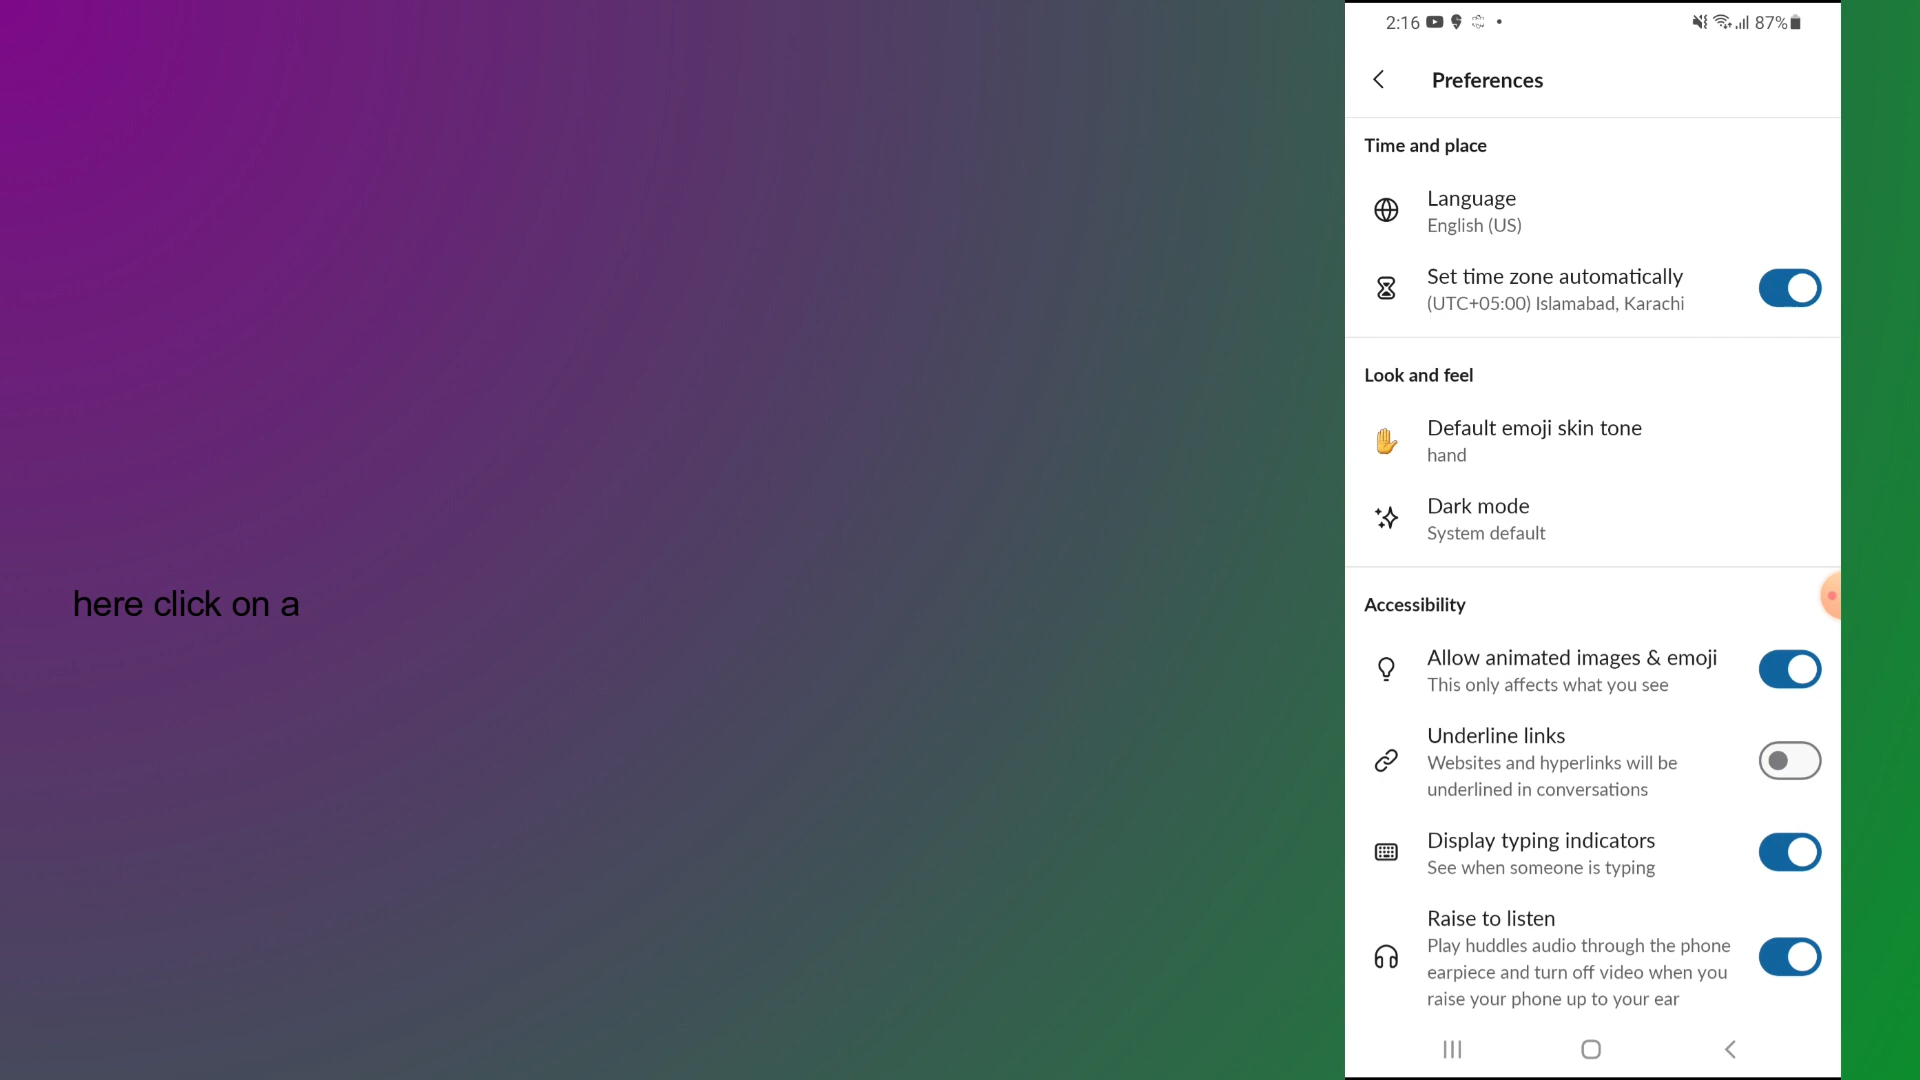 2:16
87%
Preferences
Time and place
Language
English (US)
Set time zone automatically
(UTC+05:00) Islamabad, Karachi
Look and feel
Default emoji skin tone
hand
Dark mode
System default
here click on a
Accessibility
Allow animated images & emoji
This only affects what you see
Underline links
Websites and hyperlinks will be
underlined in conversations
Display typing indicators
See when someone is typing
Raise to listen
Play huddles audio through the phone
earpiece and turn off video when you
raise your phone up to your ear